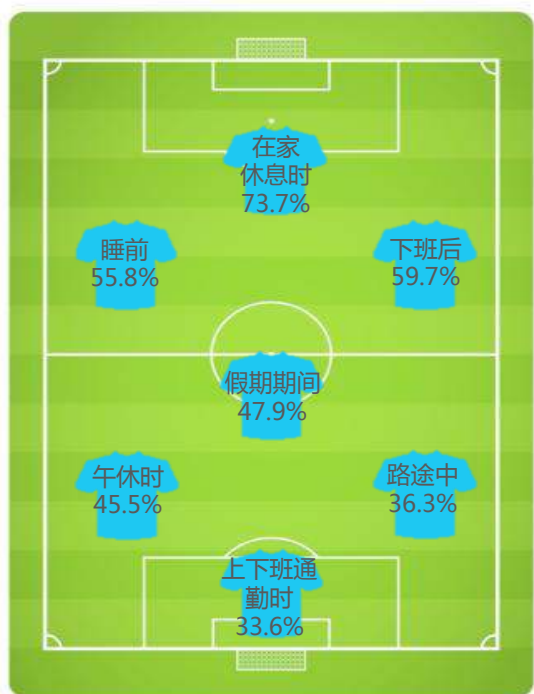 在家
休息时
73.7%
睡前
55.8%
下班后
59.7%
假期期间
47.9%
午休时
45.5%
路途中
36.3%
上下班通
勤时
33.6%